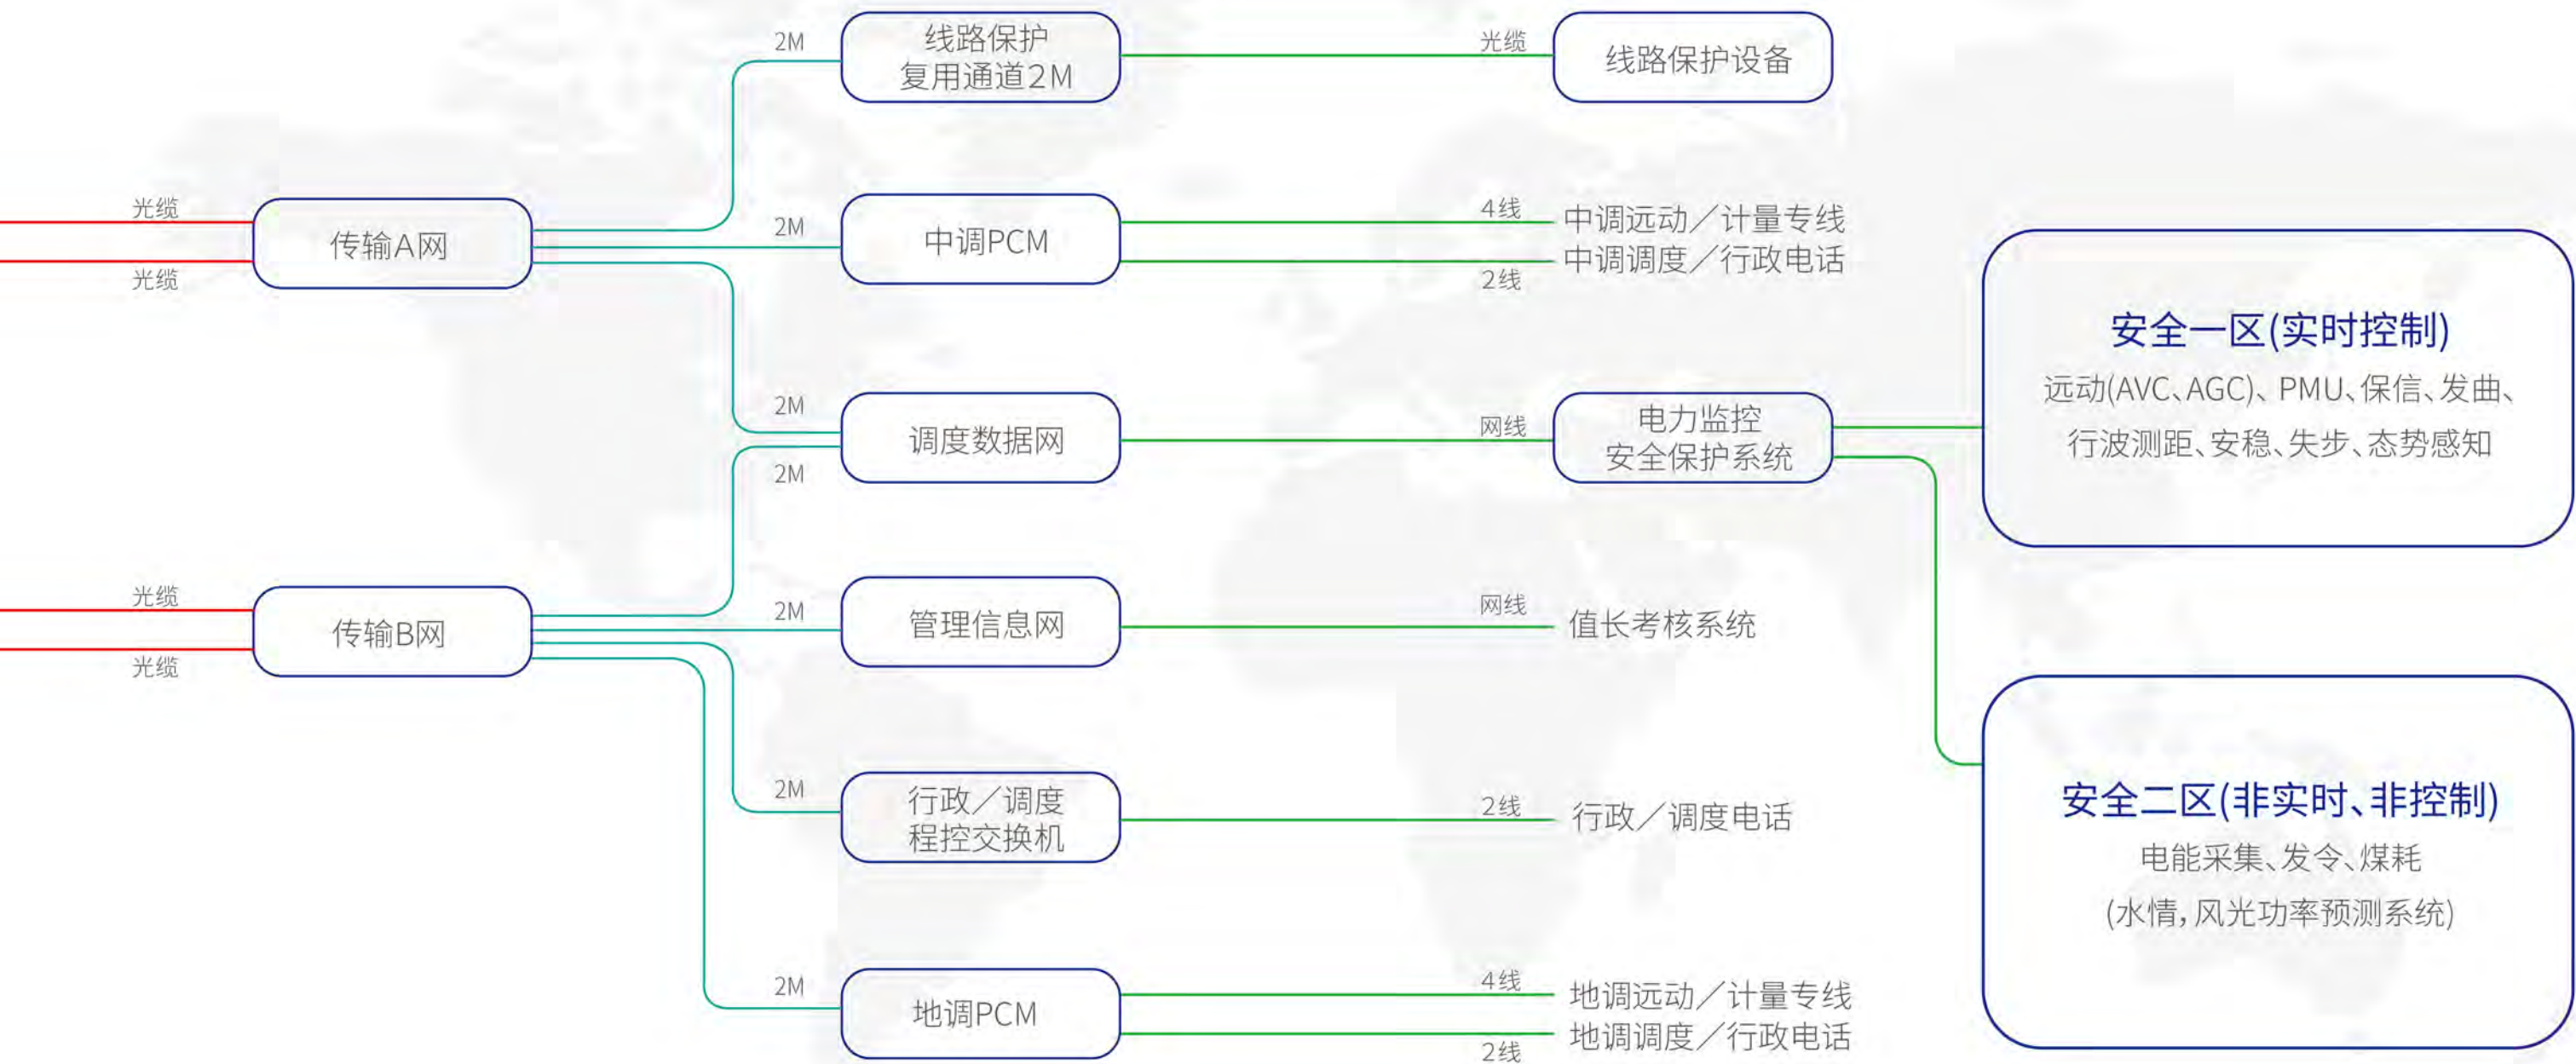 2M
线路保护
复用通道2M
光缆
线路保护设备
光缆
光缆
传输A网
2M
中调PCM
4线
2线
中调远动／计量专线
中调调度／行政电话
2M
2M
调度数据网
网线
电力监控
安全保护系统
安全一区(实时控制)
远动(AVC、AGC)、PMU、保信、发曲、
行波测距、安稳、失步、态势感知
光缆
光缆
传输B网
2M
管理信息网
网线
值长考核系统
2M
行政／调度
程控交换机
2线
行政／调度电话
安全二区(非实时、非控制)
电能采集、发令、煤耗
(水情，风光功率预测系统)
2M
地调PCM
4线
2线
地调远动／计量专线
地调调度／行政电话